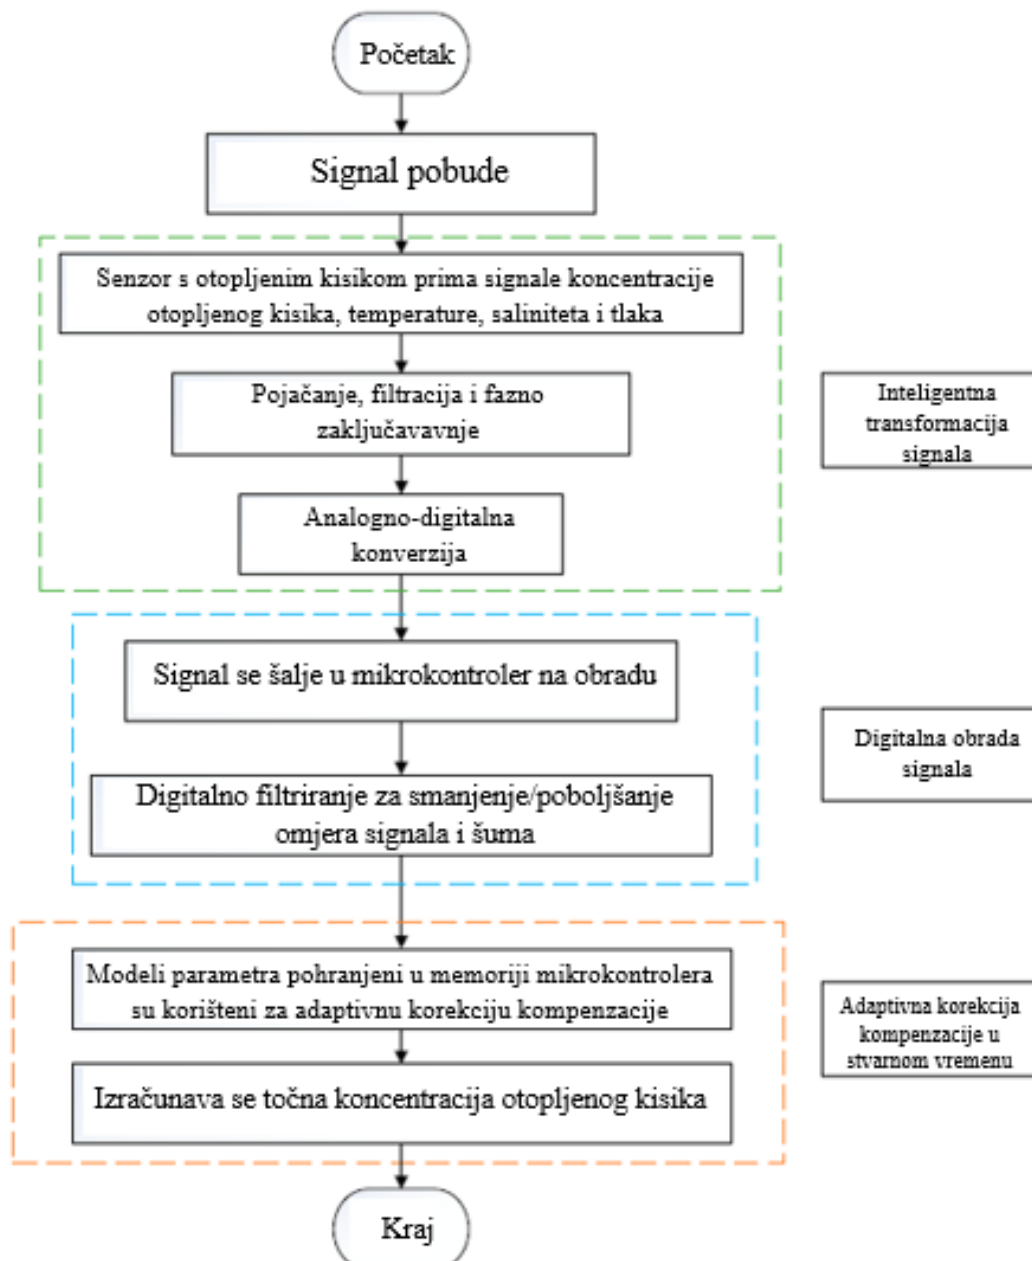 Početak
Signal pobude
Senzor s otopljenim kisikom prima signale koncentracije
otopljenog kisika, temperature, saliniteta i tlaka
Pojačanje, filtracija i fazno
zaključavavnje
Inteligentna
transformacija
signala
Analogno-digitalna
konverzija
Signal se šalje u mikrokontroler na obradu
Digitalna obrada
signala
Digitalno filtriranje za smanjenje/poboljšanje
omjera signala i šuma
Modeli parametra pohranjeni u memoriji mikrokontrolera
su korišteni za adaptivnu korekciju kompenzacije
Adaptivna korekcija
kompenzacije u
stvarnom vremenu
Izračunava se točna koncentracija otopljenog kisika
Kraj